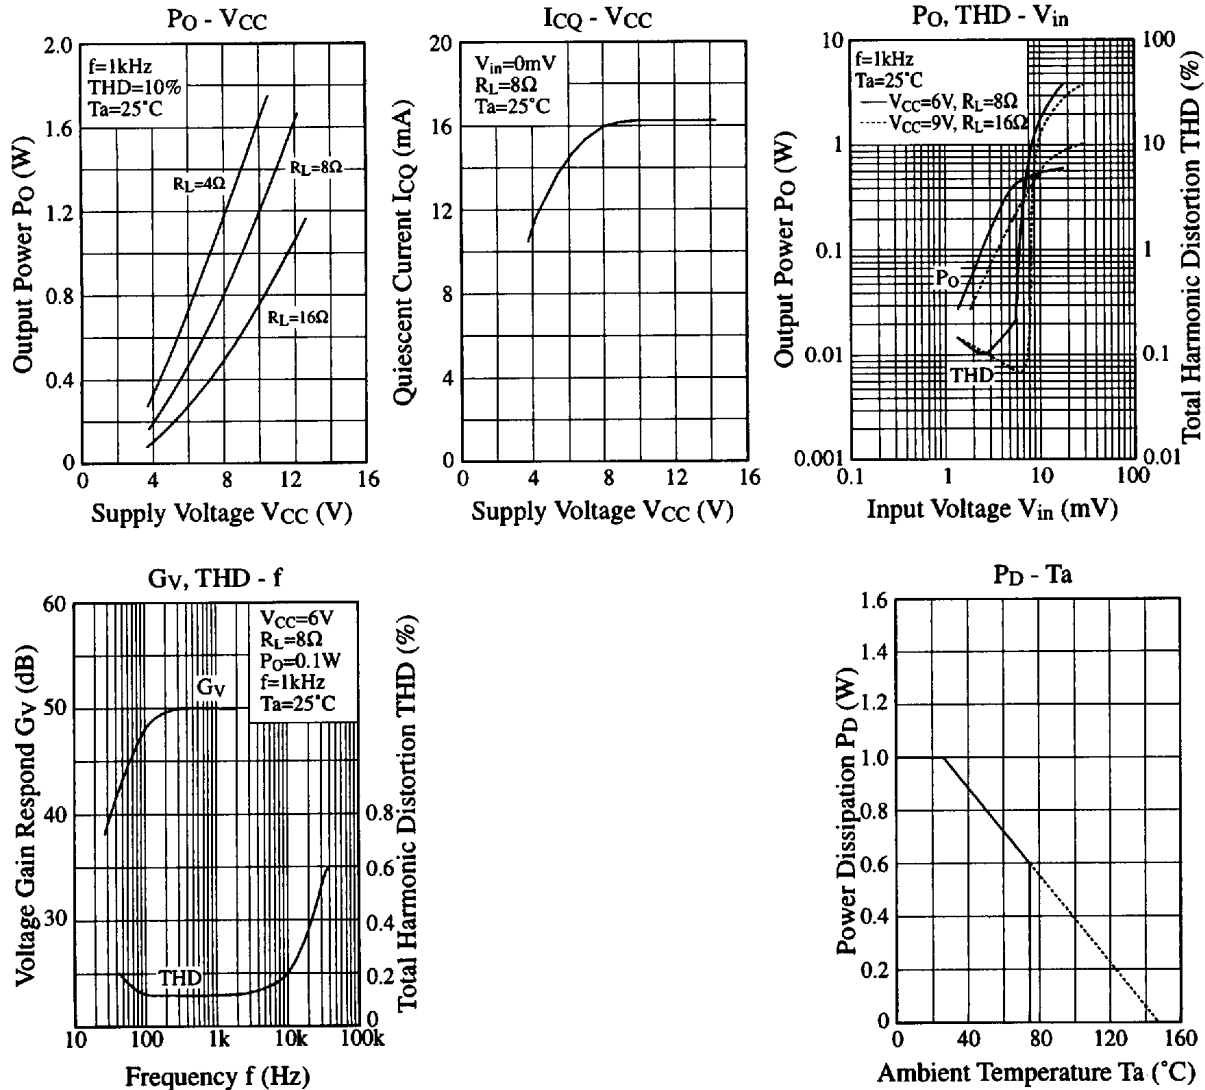 PO - VCC
2.0
1.6
1.2
0.8
0.4
0
f=1kHz
THD=10%
Ta=25°C
RL=4Ω
RL=8Ω
RL=16Ω
0 4 8 12 16
Output Power PO (W)
Supply Voltage VCC (V)
ICQ - VCC
20
16
12
8
4
0
Vin=0mV
RL=8Ω
Ta=25°C
0 4 8 12 16
Quiescent Current ICQ (mA)
Supply Voltage VCC (V)
PO, THD - Vin
10
1
0.1
0.01
0.001
f=1kHz
Ta=25°C
VCC=6V, RL=8Ω
VCC=9V, RL=16Ω
PO
THD
100
10
1
0.1
0.01
0.1 1 10 100
Output Power PO (W)
Total Harmonic Distortion THD (%)
Input Voltage Vin (mV)
GV, THD - f
60
50
40
30
VCC=6V
RL=8Ω
PO=0.1W
f=1kHz
Ta=25°C
GV
THD
0.8
0.6
0.4
0.2
0
10 100 1k 10k 100k
Voltage Gain Respond GV (dB)
Total Harmonic Distortion THD (%)
Frequency f (Hz)
PD - Ta
1.6
1.4
1.2
1.0
0.8
0.6
0.4
0.2
0
0 40 80 120 160
Power Dissipation PD (W)
Ambient Temperature Ta (°C)